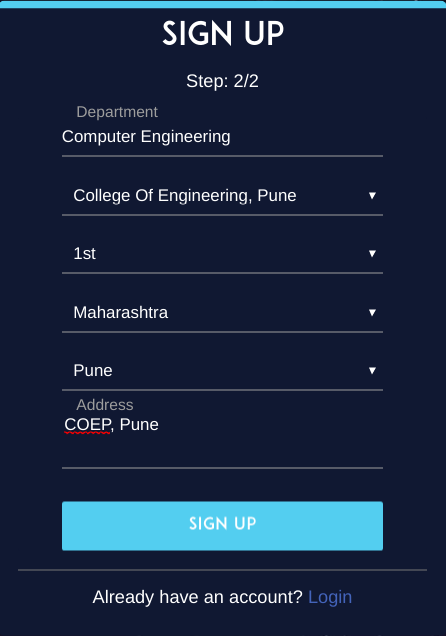 SIGN UP
Step: 2/2
Department
Computer Engineering
College Of Engineering, Pune
1st
Maharashtra
Pune
Address
COEP, Pune
SIGN UP
Already have an account? Login